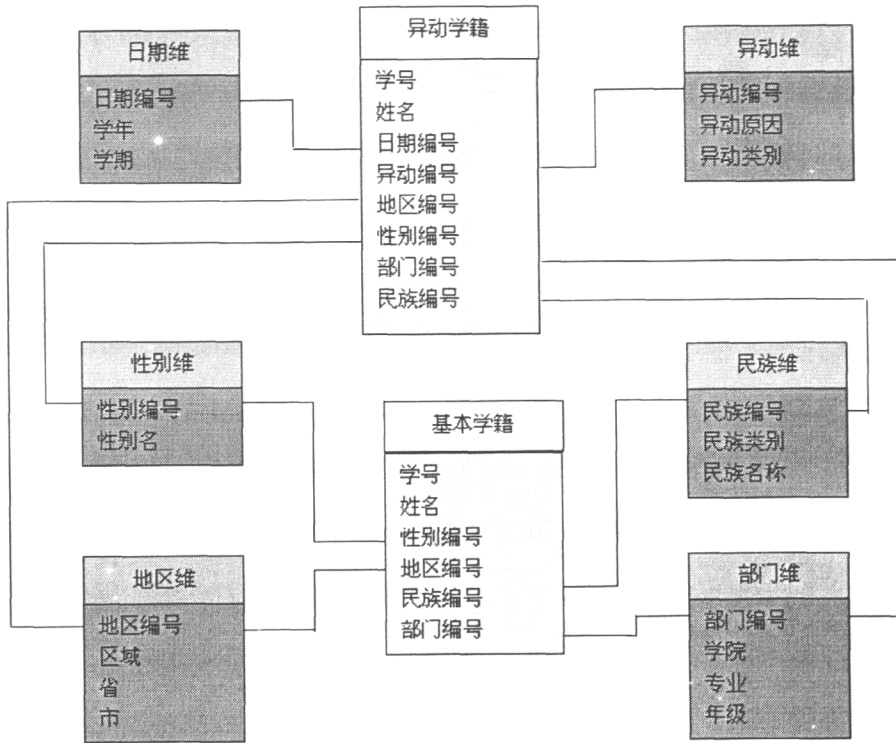 日期维
日期编号
学年
学期
异动学籍
学号
姓名
日期编号
异动编号
地区编号
性别编号
部门编号
民族编号
异动维
异动编号
异动原因
异动类别
性别维
性别编号
性别名
基本学籍
学号
姓名
性别编号
地区编号
民族编号
部门编号
民族维
民族编号
民族类别
民族名称
地区维
地区编号
区域
省
市
部门维
部门编号
学院
专业
年级